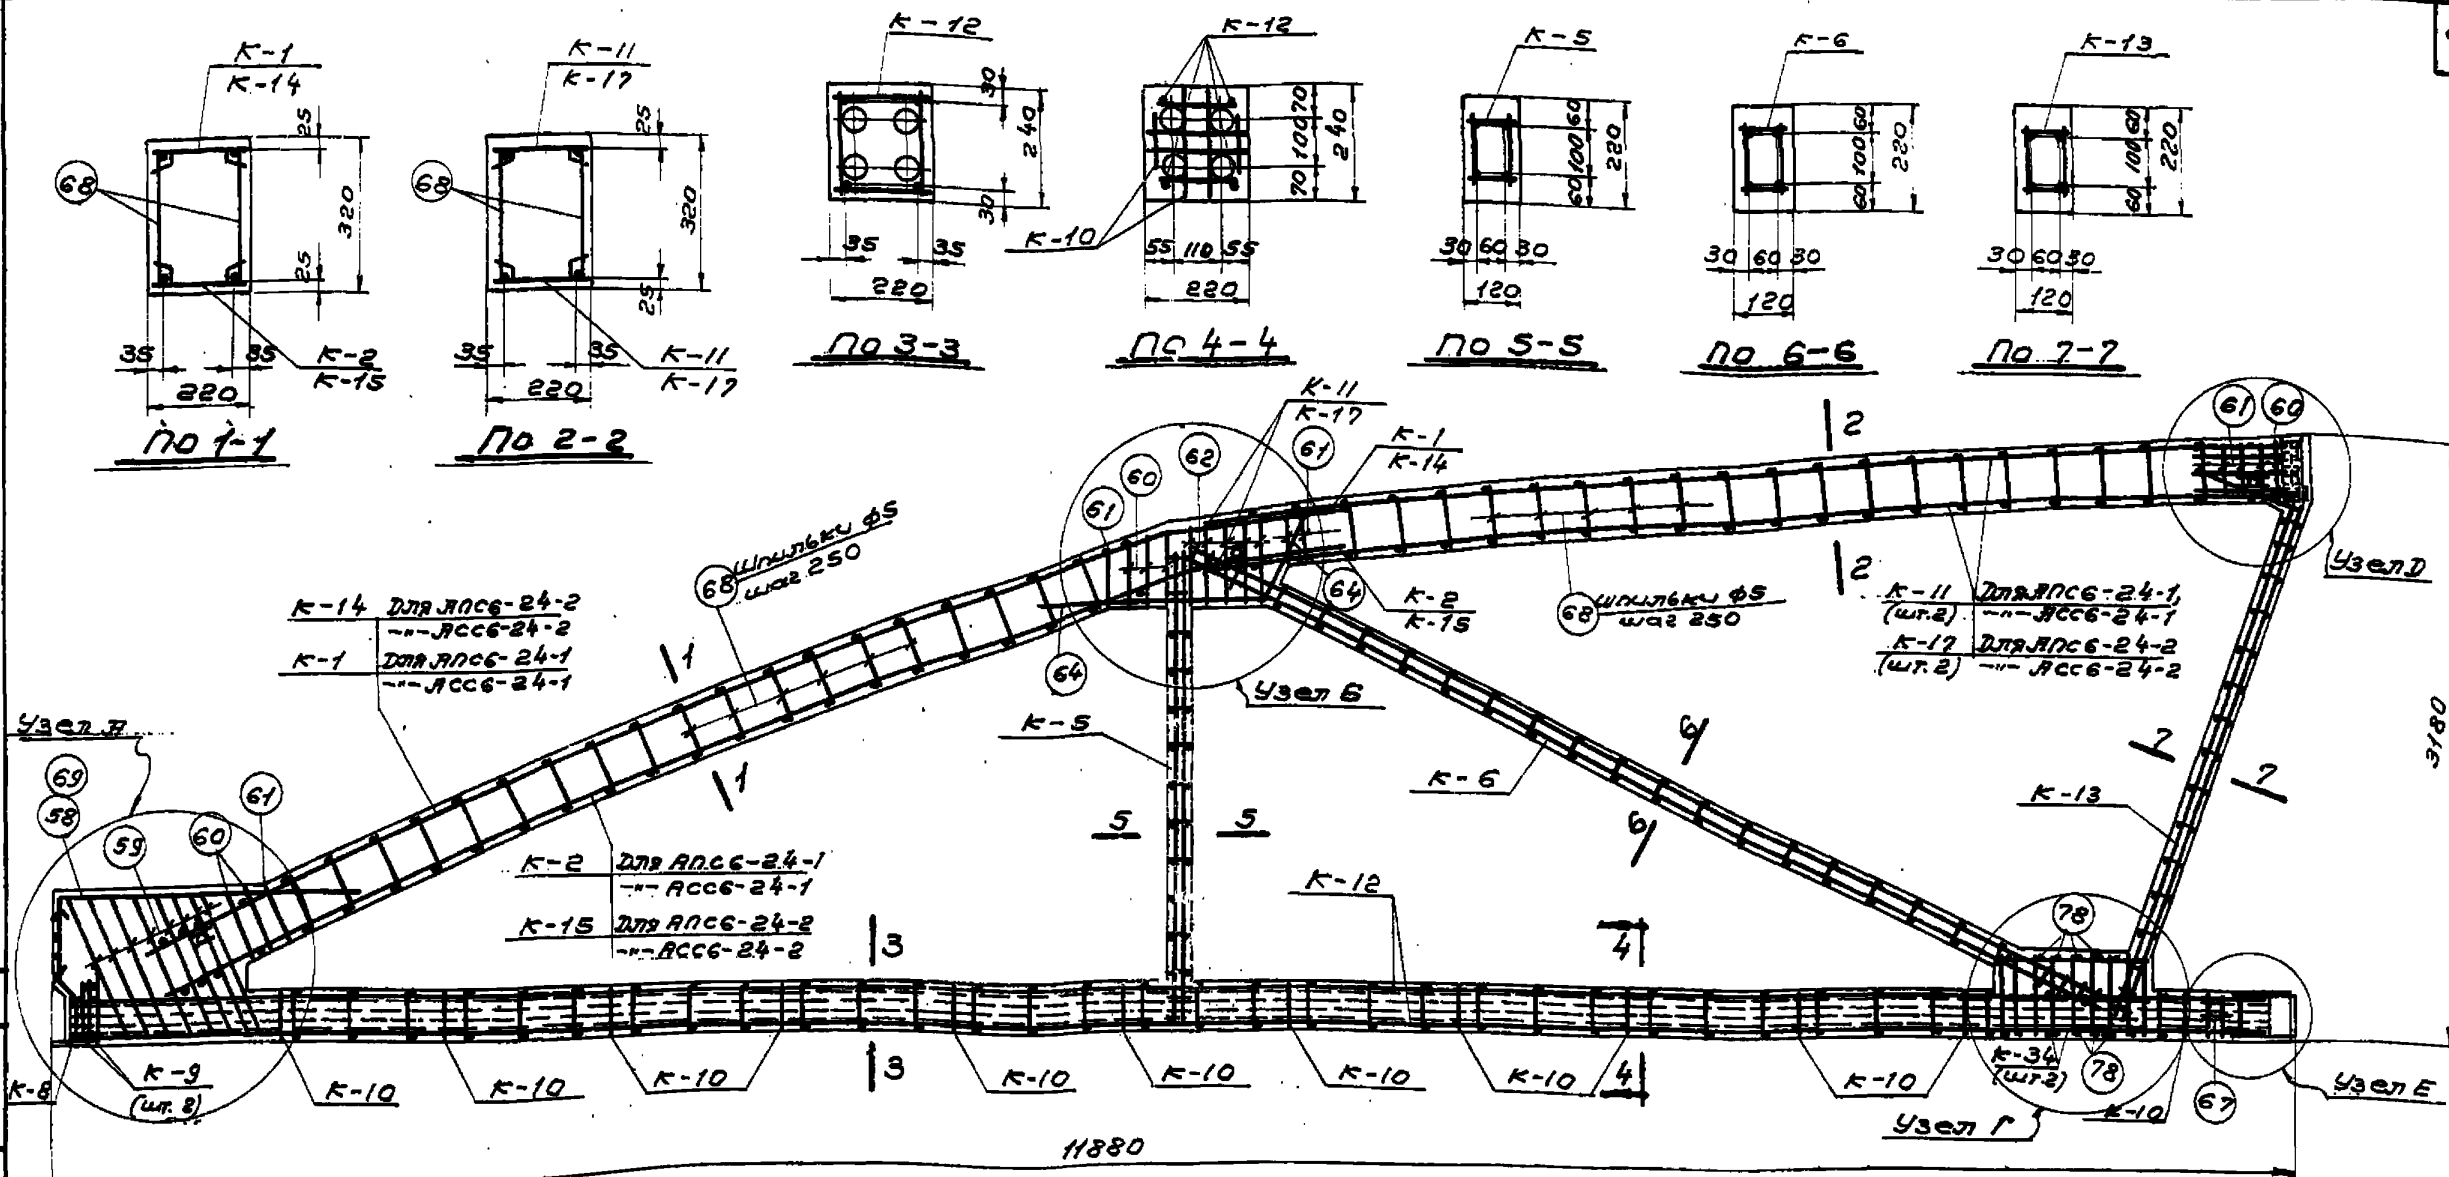 К-1
К-14
25
68
320
25
35
35
К-2
К-15
220
По 1-1
К-11
К-17
25
68
320
25
35
35
К-11
К-17
220
По 2-2
К-12
30
240
30
35
35
220
По 3-3
К-12
70
100
240
70
К-10
55 110 55
220
По 4-4
К-5
60
100
220
60
30 60 30
120
По 5-5
К-6
60
100
220
60
30 60 30
120
По 6-6
К-13
60
100
220
60
30 60 30
120
По 7-7
К-11
К-17
К-1
К-14
2
61
60
61
60
62
61
68
шпильки ф5
шаг 250
2
Узел Д
64
К-2
К-15
68
шпильки ф5
шаг 250
К-11 для АПС6-24-1,
(шт.2) -"- АСС6-24-1
К-17 для АПС6-24-2
(шт.2) -"- АСС6-24-2
К-14 для АПС6-24-2
-"- АСС6-24-2
К-1 для АПС6-24-1
-"- АСС6-24-1
1
64
Узел Б
Узел А
К-5
6
7
3180
69
61
1
К-6
7
58
К-13
59
60
5
5
6
К-2 для АПС6-24-1
-"- АСС6-24-1
К-12
К-15 для АПС6-24-2
-"- АСС6-24-2
3
4
78
К-8
К-9
(шт.2)
К-10
К-10
К-10
3
К-10
К-10
К-10
К-10
4
К-10
К-34
(шт.2)
78
К-10
67
Узел Е
Узел Г
11880